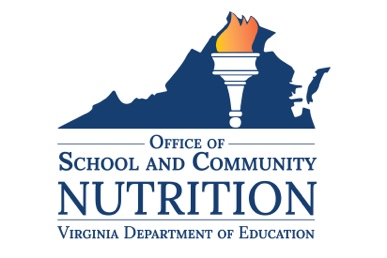 Office of
School and Community
NUTRITION
Virginia Department of Education